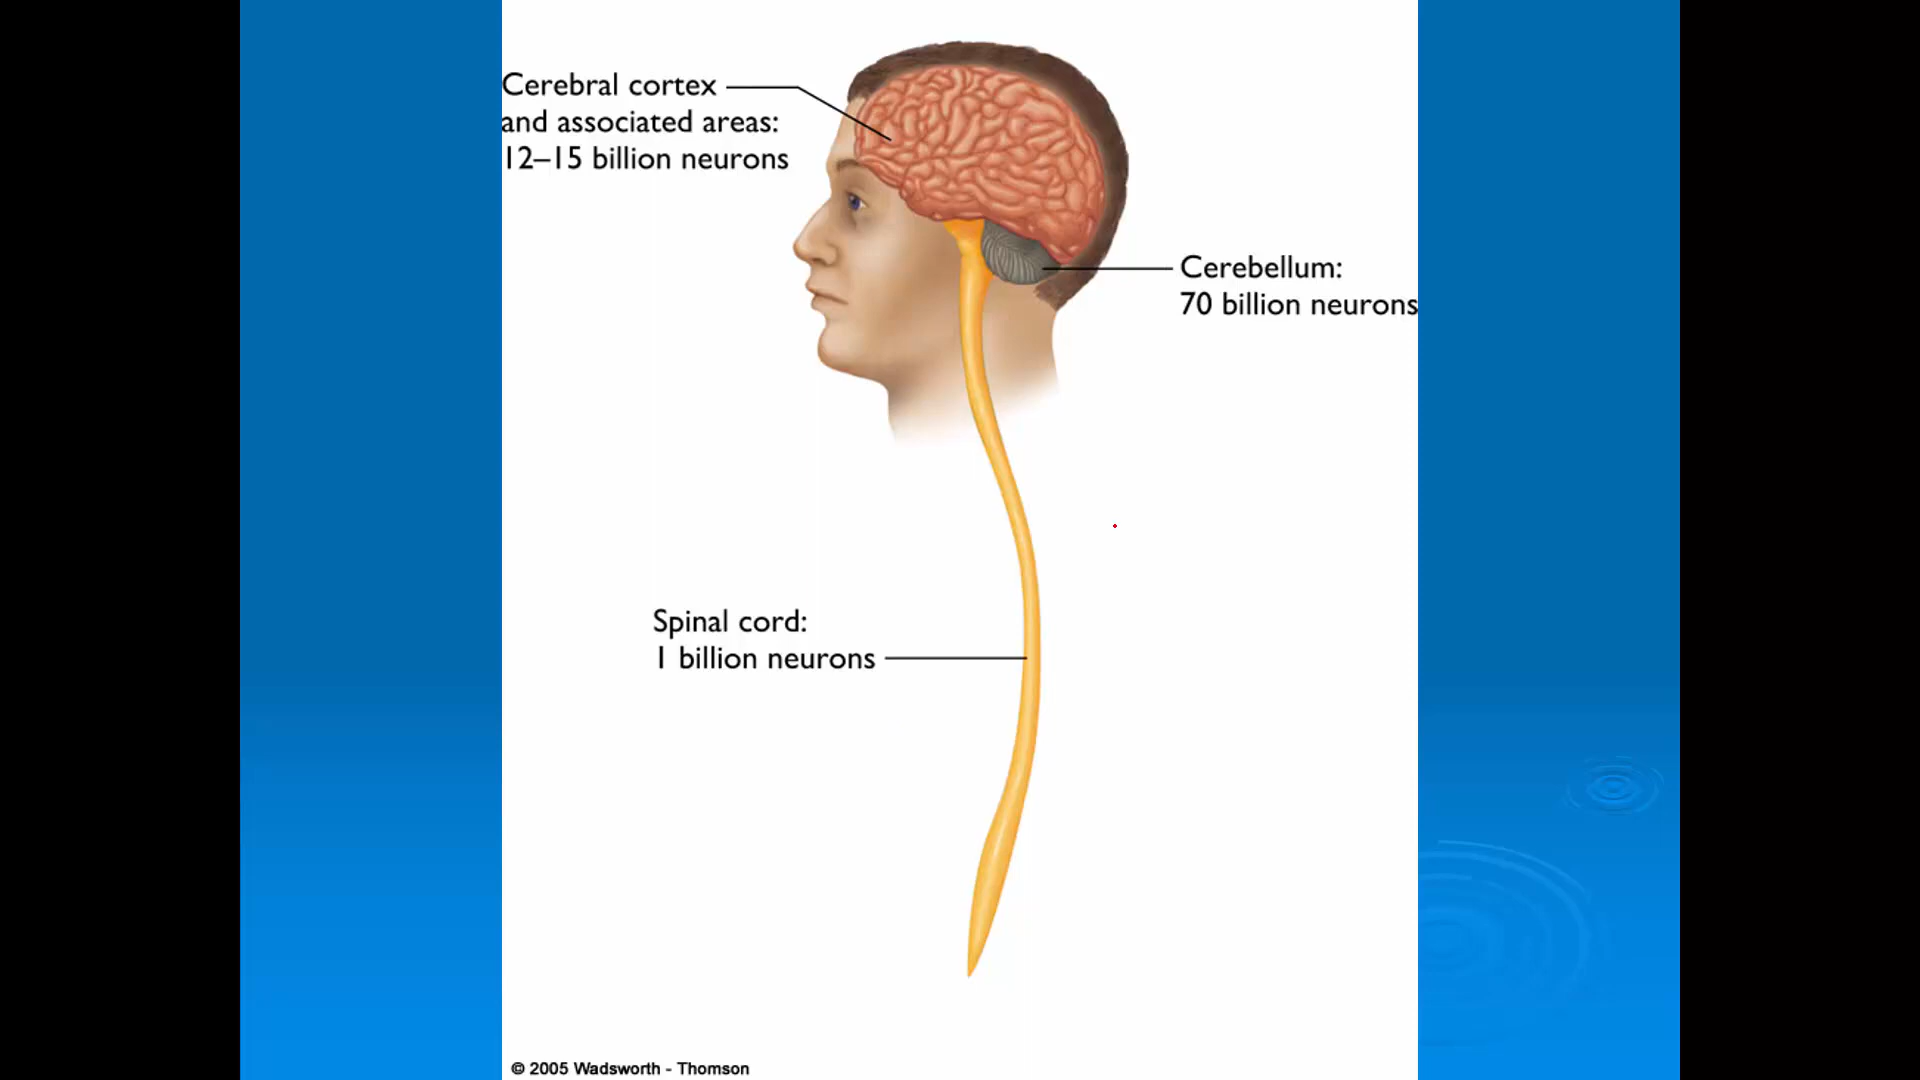 Cerebral cortex
and associated areas:
12–15 billion neurons
Cerebellum:
70 billion neurons
Spinal cord:
1 billion neurons
© 2005 Wadsworth - Thomson